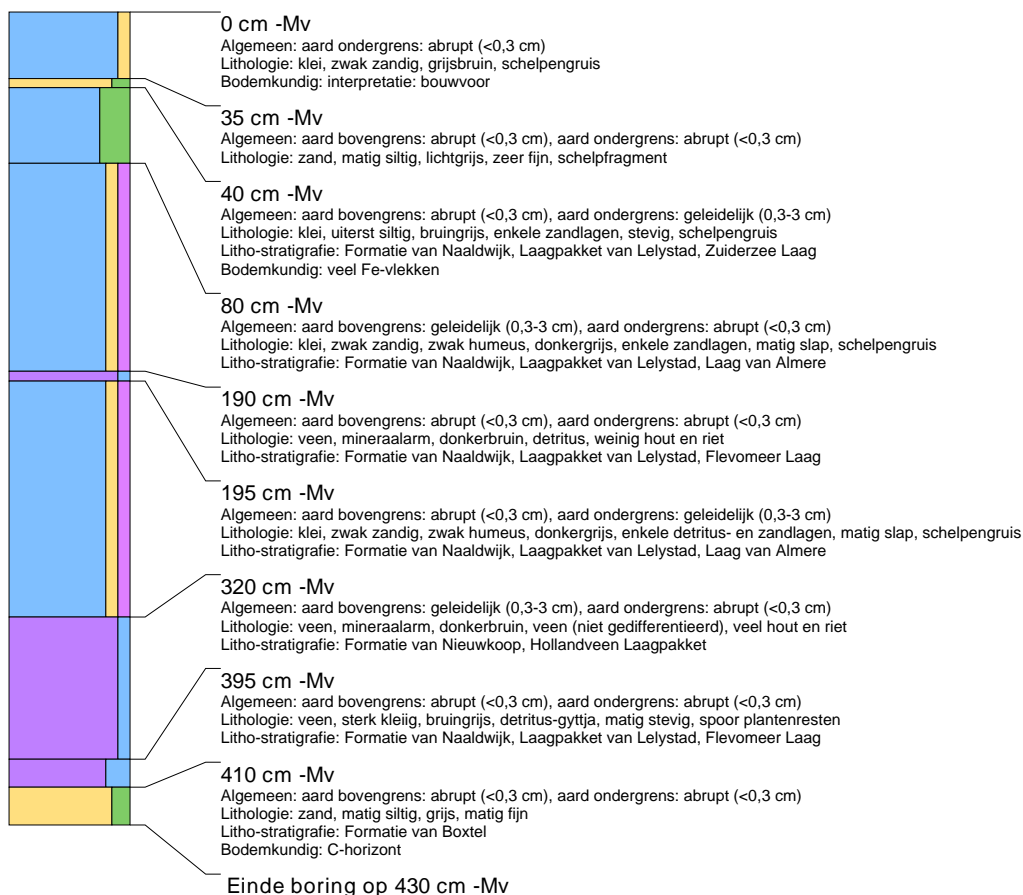 0 cm -Mv
Algemeen: aard ondergrens: abrupt (<0,3 cm)
Lithologie: klei, zwak zandig, grijsbruin, schelpengruis
Bodemkundig: interpretatie: bouwvoor
35 cm -Mv
Algemeen: aard bovengrens: abrupt (<0,3 cm), aard ondergrens: abrupt (<0,3 cm)
Lithologie: zand, matig siltig, lichtgrijs, zeer fijn, schelpfragment
40 cm -Mv
Algemeen: aard bovengrens: abrupt (<0,3 cm), aard ondergrens: geleidelijk (0,3-3 cm)
Lithologie: klei, uiterst siltig, bruingrijs, enkele zandlagen, stevig, schelpengruis
Litho-stratigrafie: Formatie van Naaldwijk, Laagpakket van Lelystad, Zuiderzee Laag
Bodemkundig: veel Fe-vlekken
80 cm -Mv
Algemeen: aard bovengrens: geleidelijk (0,3-3 cm), aard ondergrens: abrupt (<0,3 cm)
Lithologie: klei, zwak zandig, zwak humeus, donkergrijs, enkele zandlagen, matig slap, schelpengruis
Litho-stratigrafie: Formatie van Naaldwijk, Laagpakket van Lelystad, Laag van Almere
190 cm -Mv
Algemeen: aard bovengrens: abrupt (<0,3 cm), aard ondergrens: abrupt (<0,3 cm)
Lithologie: veen, mineraalarm, donkerbruin, detritus, weinig hout en riet
Litho-stratigrafie: Formatie van Naaldwijk, Laagpakket van Lelystad, Flevomeer Laag
195 cm -Mv
Algemeen: aard bovengrens: abrupt (<0,3 cm), aard ondergrens: geleidelijk (0,3-3 cm)
Lithologie: klei, zwak zandig, zwak humeus, donkergrijs, enkele detritus- en zandlagen, matig slap, schelpengruis
Litho-stratigrafie: Formatie van Naaldwijk, Laagpakket van Lelystad, Laag van Almere
320 cm -Mv
Algemeen: aard bovengrens: geleidelijk (0,3-3 cm), aard ondergrens: abrupt (<0,3 cm)
Lithologie: veen, mineraalarm, donkerbruin, veen (niet gedifferentieerd), veel hout en riet
Litho-stratigrafie: Formatie van Nieuwkoop, Hollandveen Laagpakket
395 cm -Mv
Algemeen: aard bovengrens: abrupt (<0,3 cm), aard ondergrens: abrupt (<0,3 cm)
Lithologie: veen, sterk kleiig, bruingrijs, detritus-gyttja, matig stevig, spoor plantenresten
Litho-stratigrafie: Formatie van Naaldwijk, Laagpakket van Lelystad, Flevomeer Laag
410 cm -Mv
Algemeen: aard bovengrens: abrupt (<0,3 cm), aard ondergrens: abrupt (<0,3 cm)
Lithologie: zand, matig siltig, grijs, matig fijn
Litho-stratigrafie: Formatie van Boxtel
Bodemkundig: C-horizont
Einde boring op 430 cm -Mv